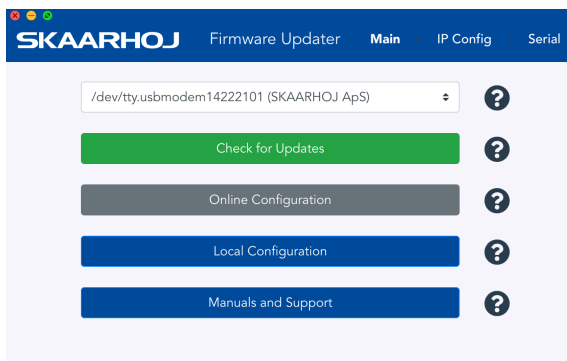 SKAARHOJ Firmware Updater Main IP Config Serial
/dev/tty.usbmodem14222101 (SKAARHOJ ApS)
?
Check for Updates
?
Online Configuration
?
Local Configuration
?
Manuals and Support
?